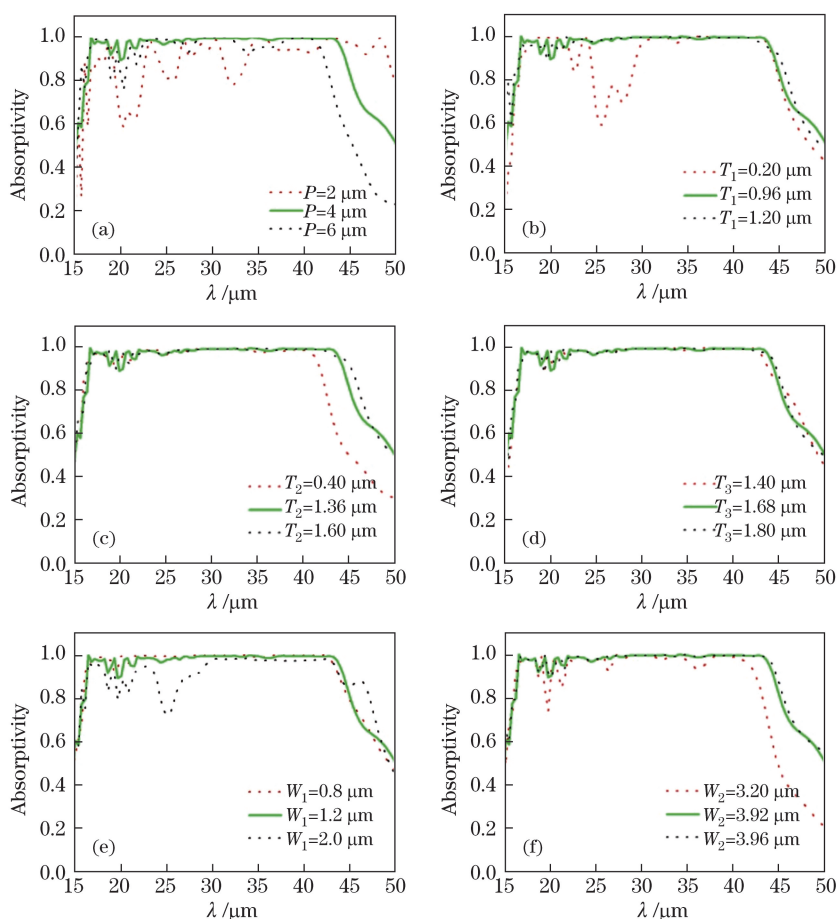 1.0
0.8
0.6
0.4
0.2
0.0
Absorptivity
P=2 μm
P=4 μm
P=6 μm
(a)
15 20 25 30 35 40 45 50
λ /μm
1.0
0.8
0.6
0.4
0.2
0.0
Absorptivity
T₁=0.20 μm
T₁=0.96 μm
T₁=1.20 μm
(b)
15 20 25 30 35 40 45 50
λ /μm
1.0
0.8
0.6
0.4
0.2
0.0
Absorptivity
T₂=0.40 μm
T₂=1.36 μm
T₂=1.60 μm
(c)
15 20 25 30 35 40 45 50
λ /μm
1.0
0.8
0.6
0.4
0.2
0.0
Absorptivity
T₃=1.40 μm
T₃=1.68 μm
T₃=1.80 μm
(d)
15 20 25 30 35 40 45 50
λ /μm
1.0
0.8
0.6
0.4
0.2
0.0
Absorptivity
W₁=0.8 μm
W₁=1.2 μm
W₁=2.0 μm
(e)
15 20 25 30 35 40 45 50
λ /μm
1.0
0.8
0.6
0.4
0.2
0.0
Absorptivity
W₂=3.20 μm
W₂=3.92 μm
W₂=3.96 μm
(f)
15 20 25 30 35 40 45 50
λ /μm